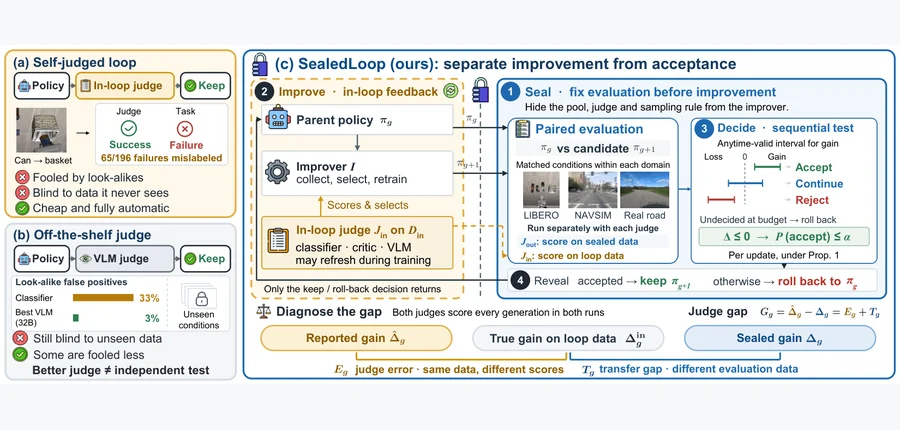 (a) Self-judged loop
Policy
In-loop judge
Keep
Judge
Task
Success
Failure
65/196 failures mislabeled
Can → basket
Fooled by look-alikes
Blind to data it never sees
Cheap and fully automatic
(b) Off-the-shelf judge
Policy
VLM judge
Keep
Look-alike false positives
Classifier
33%
Best VLM
(32B)
3%
Unseen
conditions
Still blind to unseen data
Some are fooled less
Better judge ≠ independent test
(c) SealedLoop (ours): separate improvement from acceptance
2 Improve · in-loop feedback
Parent policy π_g
Improver I
collect, select, retrain
Scores & selects
In-loop judge J_in on D_in
classifier · critic · VLM
may refresh during training
Only the keep / roll-back decision returns
π_g
π_g+1
1 Seal · fix evaluation before improvement
Hide the pool, judge and sampling rule from the improver.
Paired evaluation
π_g vs candidate π_g+1
Matched conditions within each domain
LIBERO
NAVSIM
Real road
Run separately with each judge
J_out: score on sealed data
J_in: score on loop data
3 Decide · sequential test
Anytime-valid interval for gain
Loss
0
Gain
Accept
Continue
Reject
Undecided at budget → roll back
Δ ≤ 0 → P(accept) ≤ α
Per update, under Prop. 1
4 Reveal accepted → keep π_g+1 otherwise → roll back to π_g
Diagnose the gap Both judges score every generation in both runs
Judge gap G_g = Δ̂_g − Δ_g = E_g + T_g
Reported gain Δ̂_g
True gain on loop data Δ_g^in
Sealed gain Δ_g
E_g judge error · same data, different scores
T_g transfer gap · different evaluation data